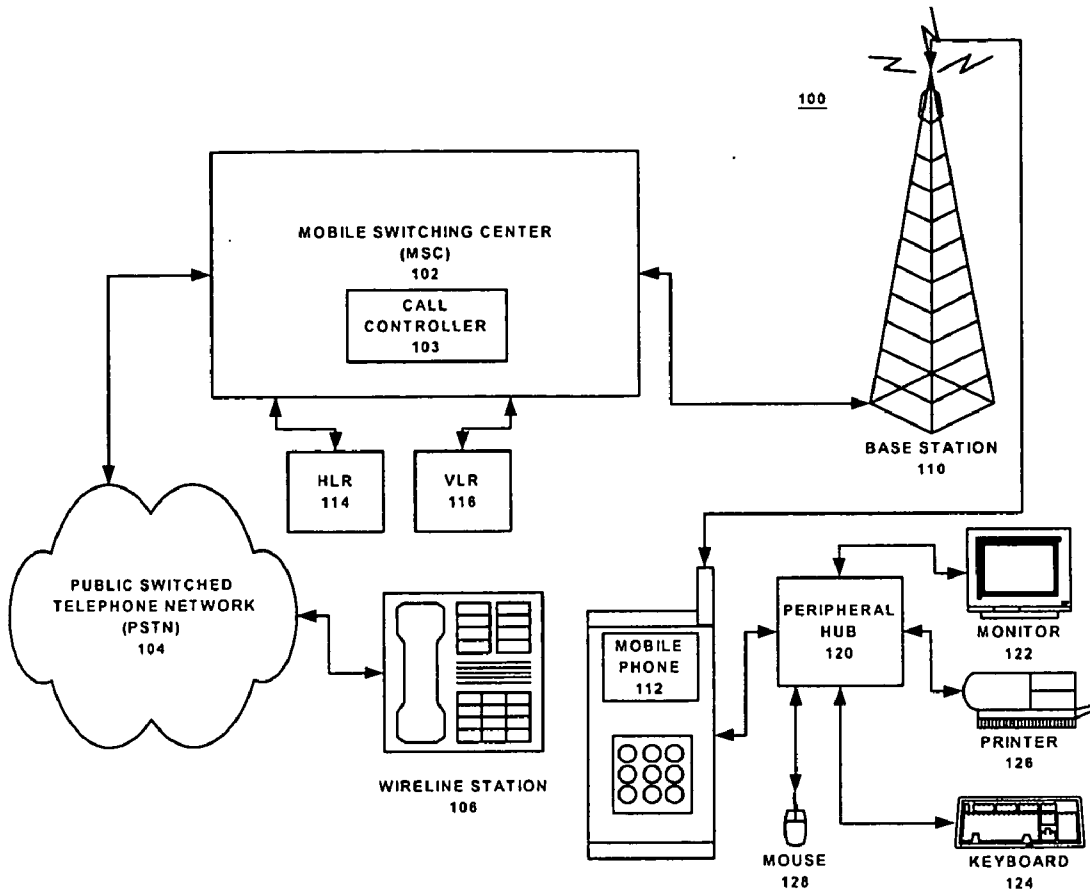 100
MOBILE SWITCHING CENTER
(MSC)
102
CALL
CONTROLLER
103
BASE STATION
110
HLR
114
VLR
116
PUBLIC SWITCHED
TELEPHONE NETWORK
(PSTN)
104
WIRELINE STATION
106
MOBILE
PHONE
112
PERIPHERAL
HUB
120
MONITOR
122
PRINTER
126
MOUSE
128
KEYBOARD
124